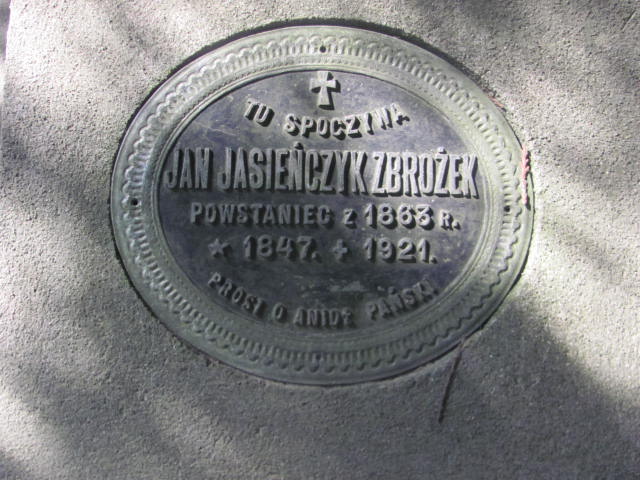 TU SPOCZYWA
JAN JASIEŃCZYK ZBROŻEK
POWSTANIEC Z 1863 R.
* 1847. + 1921.
PROSI O ANIOŁ PAŃSKI